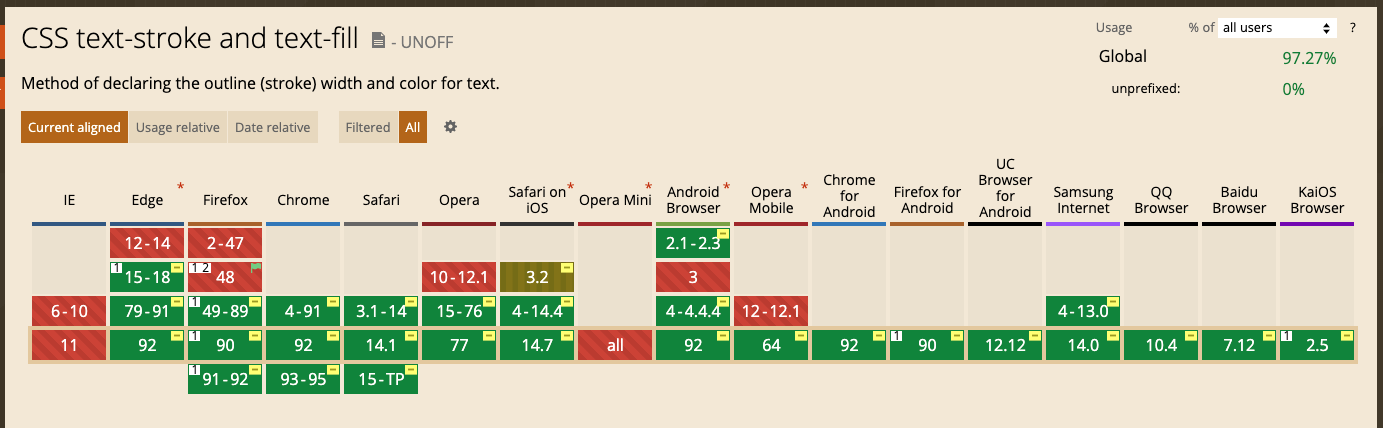 CSS text-stroke and text-fill - UNOFF
Usage % of all users ?
Global 97.27%
unprefixed: 0%
Method of declaring the outline (stroke) width and color for text.
Current aligned Usage relative Date relative Filtered All
IE Edge * Firefox Chrome Safari Opera Safari on iOS * Opera Mini * Android Browser * Opera Mobile * Chrome for Android Firefox for Android UC Browser for Android Samsung Internet QQ Browser Baidu Browser KaiOS Browser
12-14 2-47 2.1-2.3
1 15-18 1 2 48 10-12.1 3.2 3
6-10 79-91 1 49-89 4-91 3.1-14 15-76 4-14.4 4-4.4.4 12-12.1 4-13.0
11 92 1 90 92 14.1 77 14.7 all 92 64 92 1 90 12.12 14.0 10.4 7.12 1 2.5
1 91-92 93-95 15-TP